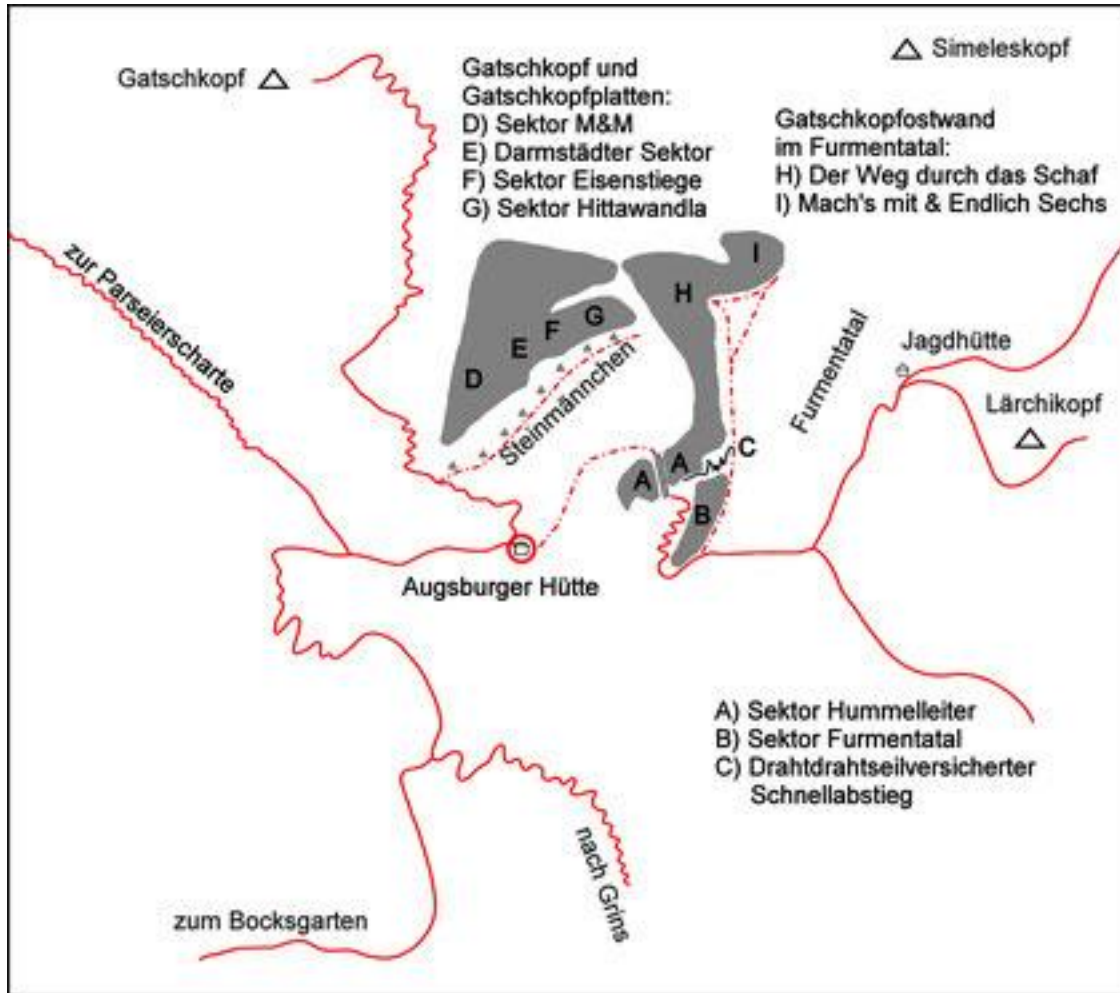 Gatschkopf
Simeleskopf
Gatschkopf und
Gatschkopfplatten:
D) Sektor M&M
E) Darmstädter Sektor
F) Sektor Eisenstiege
G) Sektor Hittawandla
Gatschkopfostwand
im Furmentatal:
H) Der Weg durch das Schaf
I) Mach's mit & Endlich Sechs
zur Parseierscharte
I
H
G
F
E
D
Steinmännchen
Furmentatal
Jagdhütte
Lärchikopf
A
A
C
B
Augsburger Hütte
A) Sektor Hummelleiter
B) Sektor Furmentatal
C) Drahtdrahtseilversicherter
Schnellabstieg
nach Grins
zum Bocksgarten